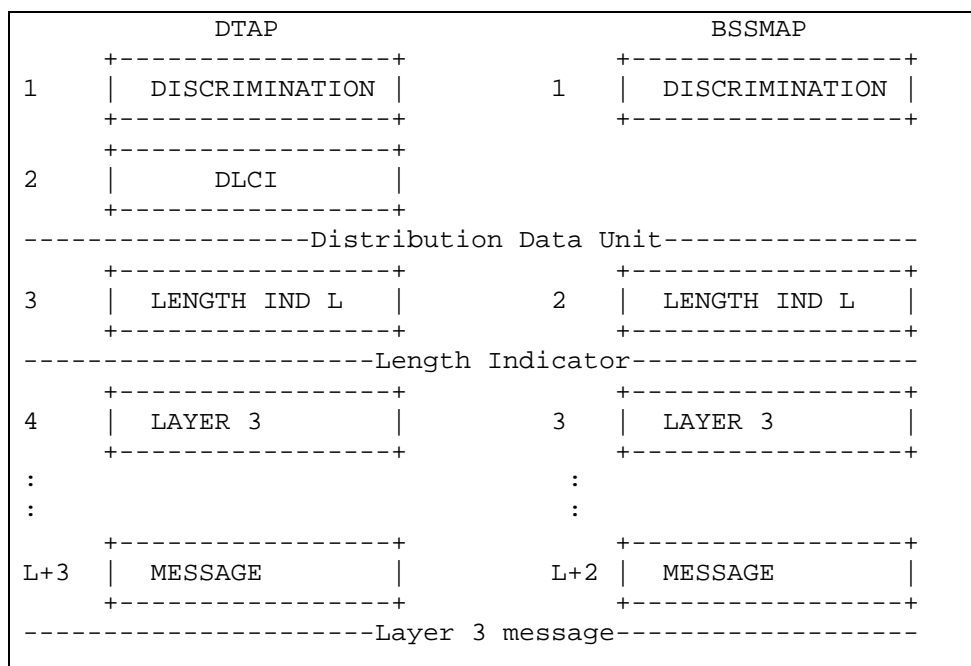 DTAP BSSMAP
+-----------------+ +-----------------+
1 | DISCRIMINATION | 1 | DISCRIMINATION |
+-----------------+ +-----------------+
+-----------------+
2 | DLCI |
+-----------------+
------------------Distribution Data Unit----------------
+-----------------+ +-----------------+
3 | LENGTH IND L | 2 | LENGTH IND L |
+-----------------+ +-----------------+
----------------------Length Indicator------------------
+-----------------+ +-----------------+
4 | LAYER 3 | 3 | LAYER 3 |
+-----------------+ +-----------------+
: :
: :
+-----------------+ +-----------------+
L+3 | MESSAGE | L+2 | MESSAGE |
+-----------------+ +-----------------+
----------------------Layer 3 message-------------------